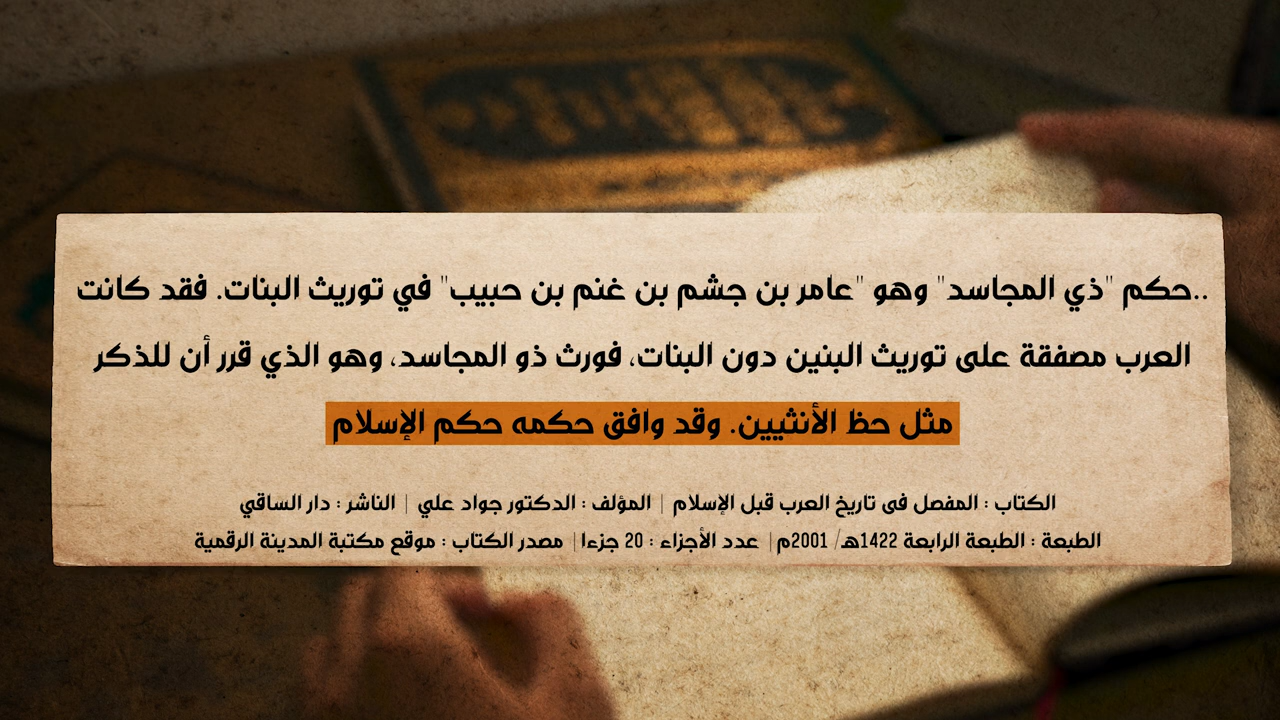 ..حكم "ذي المجاسد" وهو "عامر بن جشم بن غنم بن حبيب" في توريث البنات. فقد كانت
العرب مصفقة على توريث البنين دون البنات، فورث ذو المجاسد، وهو الذي قرر أن للذكر
مثل حظ الأنثيين. وقد وافق حكمه حكم الإسلام
الكتاب : المفصل فى تاريخ العرب قبل الإسلام | المؤلف : الدكتور جواد علي | الناشر : دار الساقي
الطبعة : الطبعة الرابعة 1422هـ/ 2001م | عدد الأجزاء : 20 جزءا | مصدر الكتاب : موقع مكتبة المدينة الرقمية